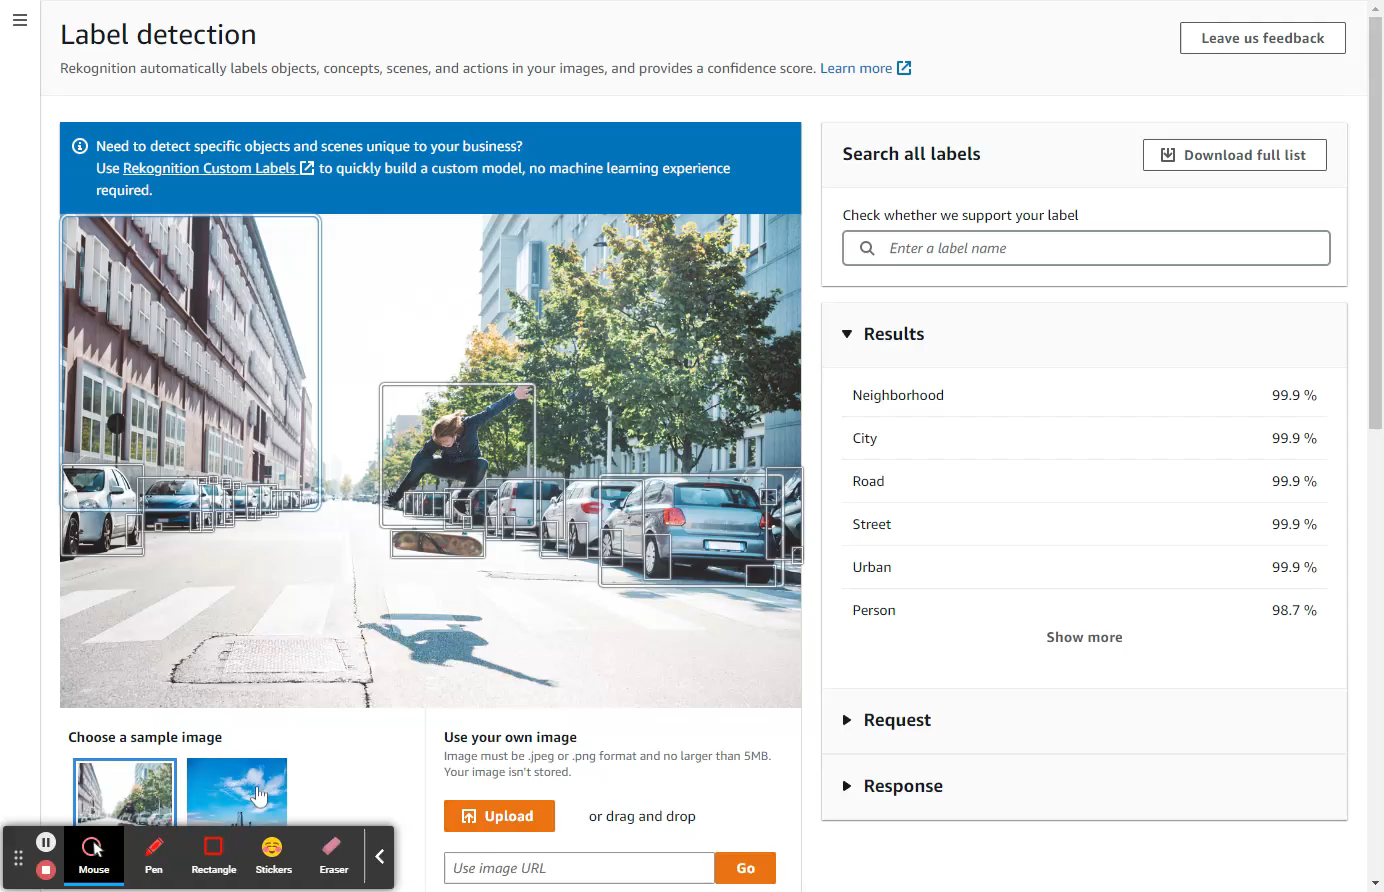 Label detection
Leave us feedback
Rekognition automatically labels objects, concepts, scenes, and actions in your images, and provides a confidence score. Learn more
Need to detect specific objects and scenes unique to your business?
Use Rekognition Custom Labels to quickly build a custom model, no machine learning experience
required.
Search all labels
Download full list
Check whether we support your label
Enter a label name
Results
Neighborhood 99.9 %
City 99.9 %
Road 99.9 %
Street 99.9 %
Urban 99.9 %
Person 98.7 %
Show more
Request
Response
Choose a sample image
Use your own image
Image must be .jpeg or .png format and no larger than 5MB.
Your image isn't stored.
Upload or drag and drop
Use image URL Go
Mouse Pen Rectangle Stickers Eraser